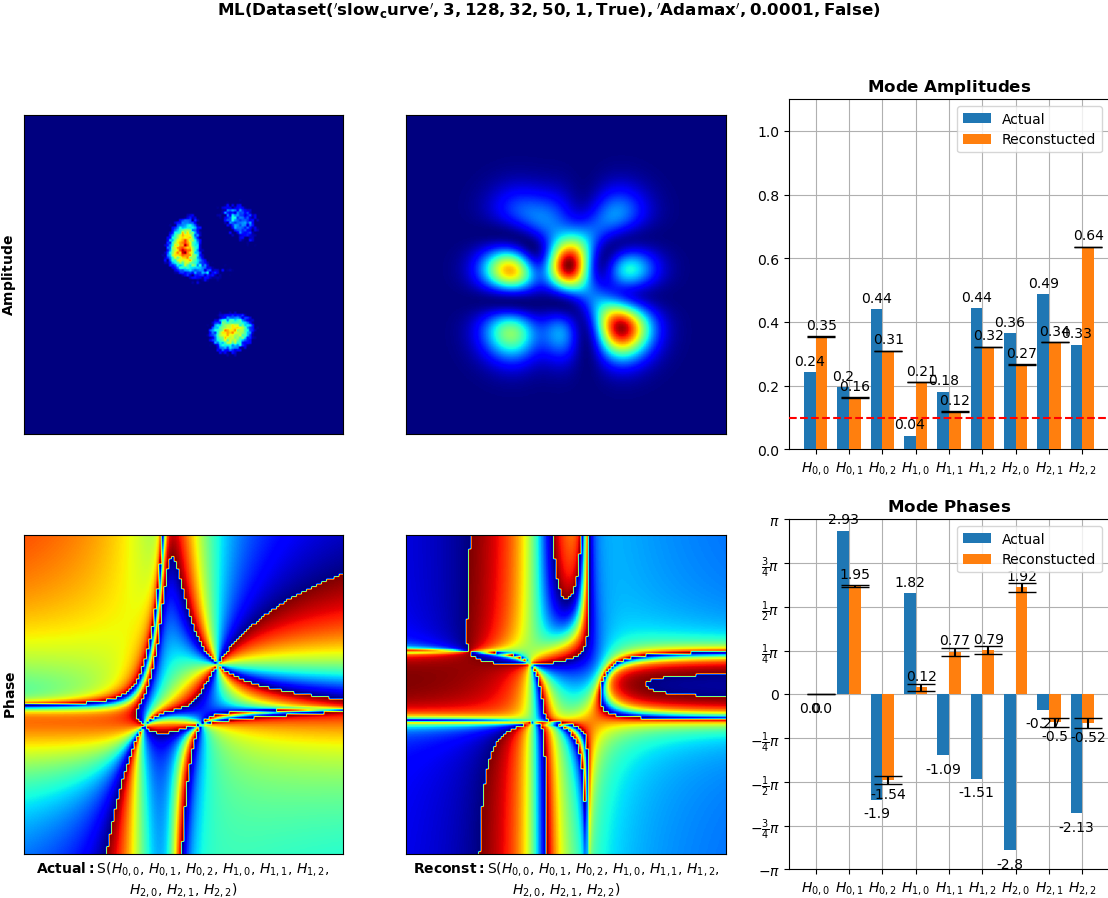 ML(Dataset('slow_curve', 3, 128, 32, 50, 1, True), 'Adamax', 0.0001, False)
Amplitude
Mode Amplitudes
Actual
Reconstucted
1.0
0.8
0.6
0.4
0.2
0.0
0.24
0.35
0.2
0.16
0.44
0.31
0.04
0.21
0.18
0.12
0.44
0.32
0.36
0.27
0.49
0.34
0.33
0.64
H0,0 H0,1 H0,2 H1,0 H1,1 H1,2 H2,0 H2,1 H2,2
Phase
Mode Phases
Actual
Reconstucted
π
3/4π
1/2π
1/4π
0
−1/4π
−1/2π
−3/4π
−π
0.0
2.93
1.95
-1.9
-1.54
1.82
0.12
-1.09
0.77
-1.51
0.79
-2.8
1.92
-0.5
-2.13
-0.52
H0,0 H0,1 H0,2 H1,0 H1,1 H1,2 H2,0 H2,1 H2,2
Actual: S(H0,0, H0,1, H0,2, H1,0, H1,1, H1,2,
H2,0, H2,1, H2,2)
Reconst: S(H0,0, H0,1, H0,2, H1,0, H1,1, H1,2,
H2,0, H2,1, H2,2)